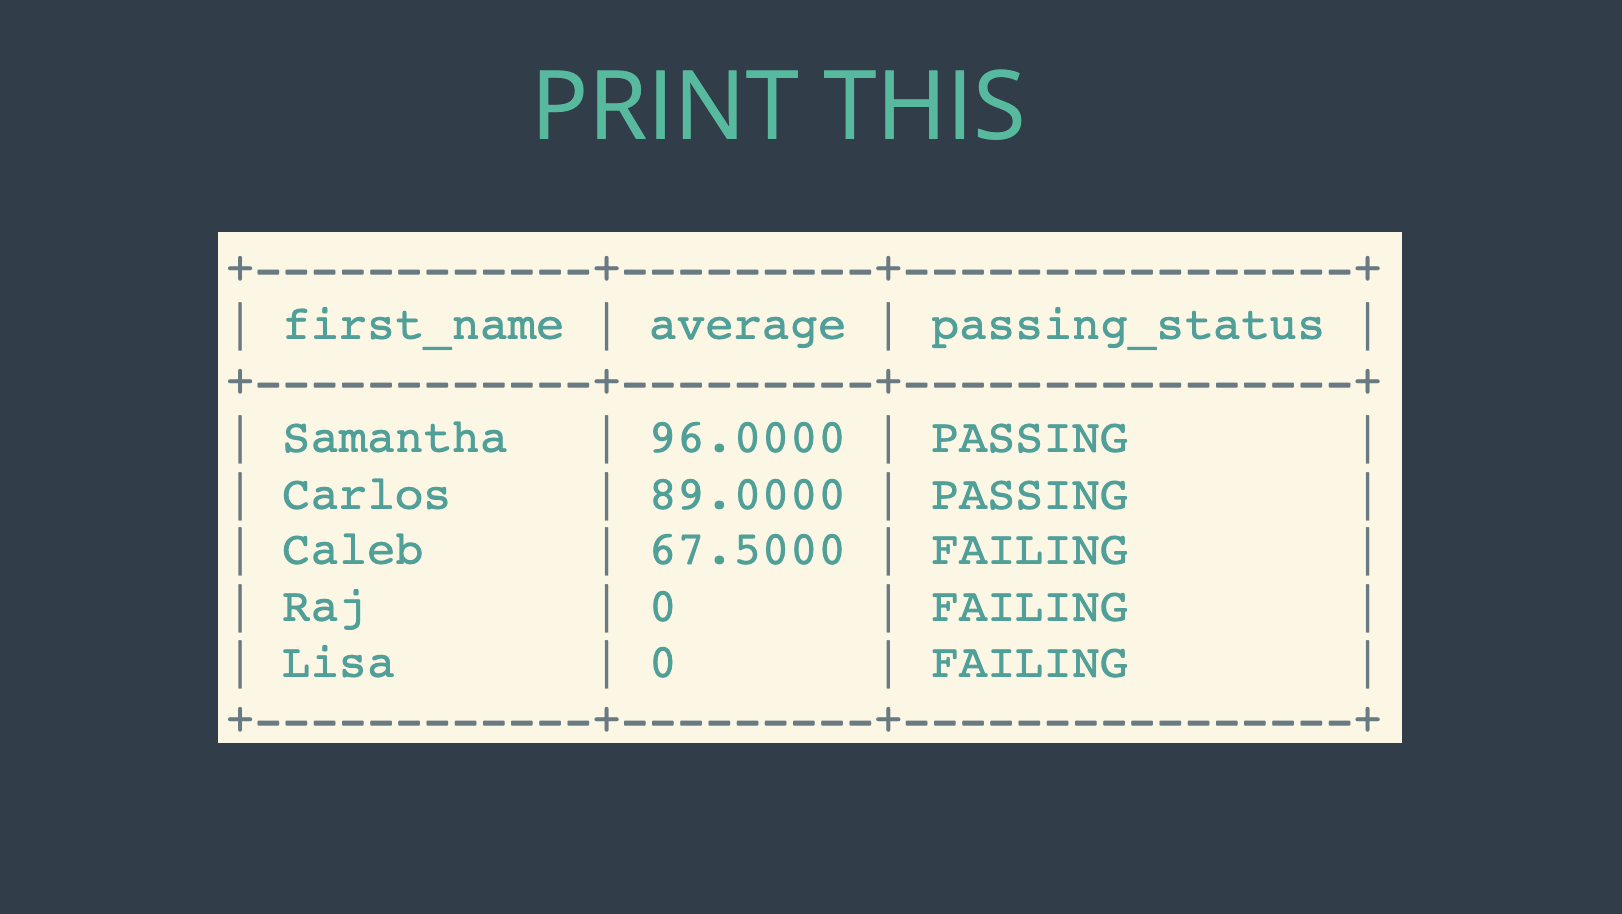 PRINT THIS
+------------+---------+----------------+
| first_name | average | passing_status |
+------------+---------+----------------+
| Samantha   | 96.0000 | PASSING        |
| Carlos     | 89.0000 | PASSING        |
| Caleb      | 67.5000 | FAILING        |
| Raj        | 0       | FAILING        |
| Lisa       | 0       | FAILING        |
+------------+---------+----------------+